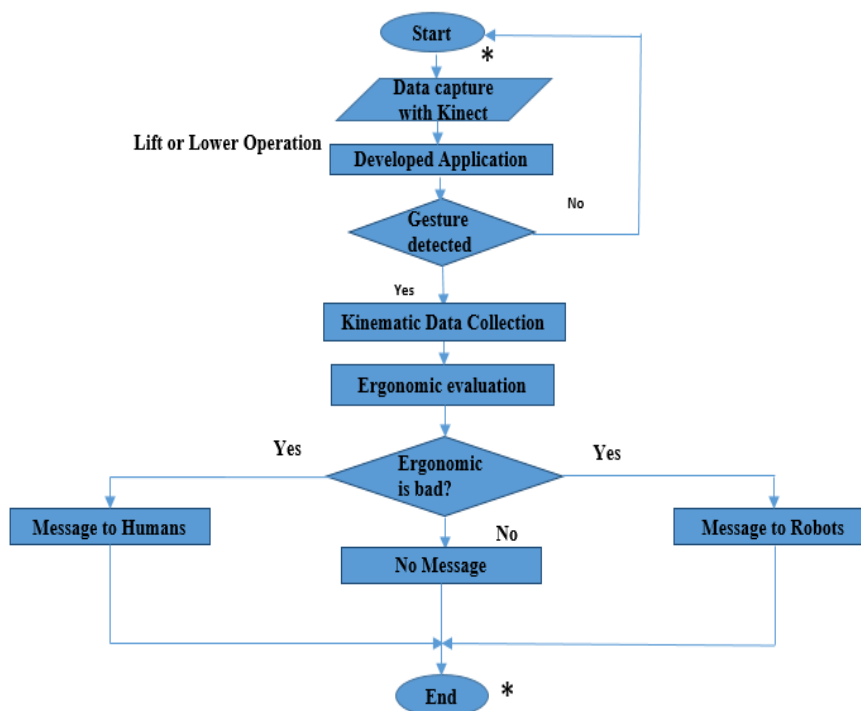 Start
*
Data capture
with Kinect
Lift or Lower Operation
Developed Application
No
Gesture
detected
Yes
Kinematic Data Collection
Ergonomic evaluation
Yes
Yes
Ergonomic
is bad?
Message to Humans
No
Message to Robots
No Message
End
*